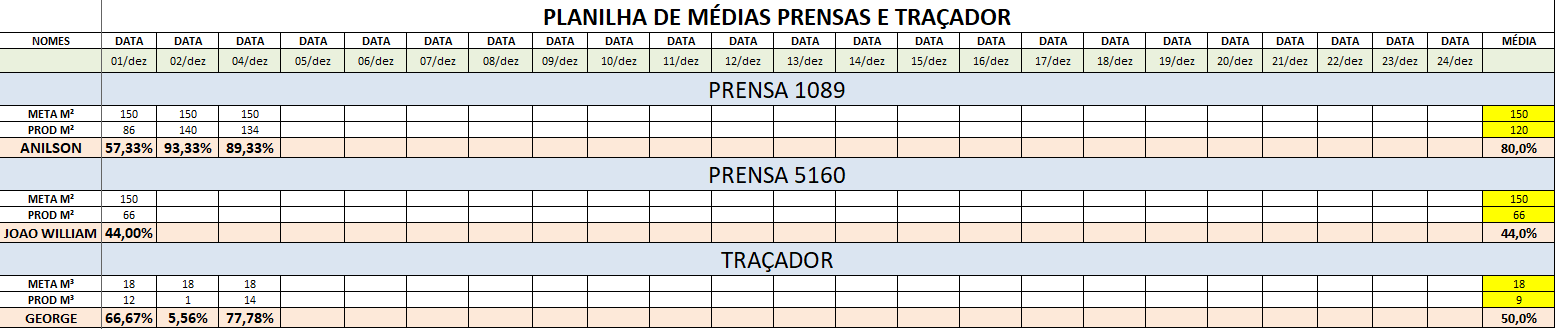 PLANILHA DE MÉDIAS PRENSAS E TRAÇADOR
NOMES DATA DATA DATA DATA DATA DATA DATA DATA DATA DATA DATA DATA DATA DATA DATA DATA DATA DATA DATA DATA DATA DATA MÉDIA
01/dez 02/dez 04/dez 05/dez 06/dez 07/dez 08/dez 09/dez 10/dez 11/dez 12/dez 13/dez 14/dez 15/dez 16/dez 17/dez 18/dez 19/dez 20/dez 21/dez 22/dez 23/dez 24/dez
PRENSA 1089
META M² 150 150 150 150
PROD M² 86 140 134 120
ANILSON 57,33% 93,33% 89,33% 80,0%
PRENSA 5160
META M² 150 150
PROD M² 66 66
JOAO WILLIAM 44,00% 44,0%
TRAÇADOR
META M³ 18 18 18 18
PROD M³ 12 1 14 9
GEORGE 66,67% 5,56% 77,78% 50,0%